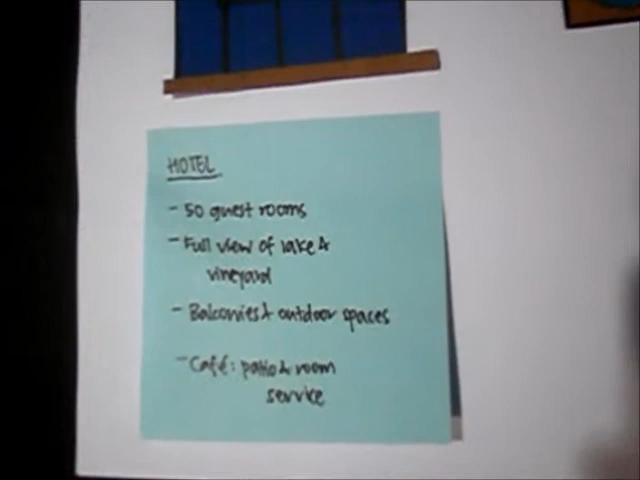 HOTEL
- 50 guest rooms
- Full view of lake &
vineyard
- Balconies & outdoor spaces
- Café: patio & room
service